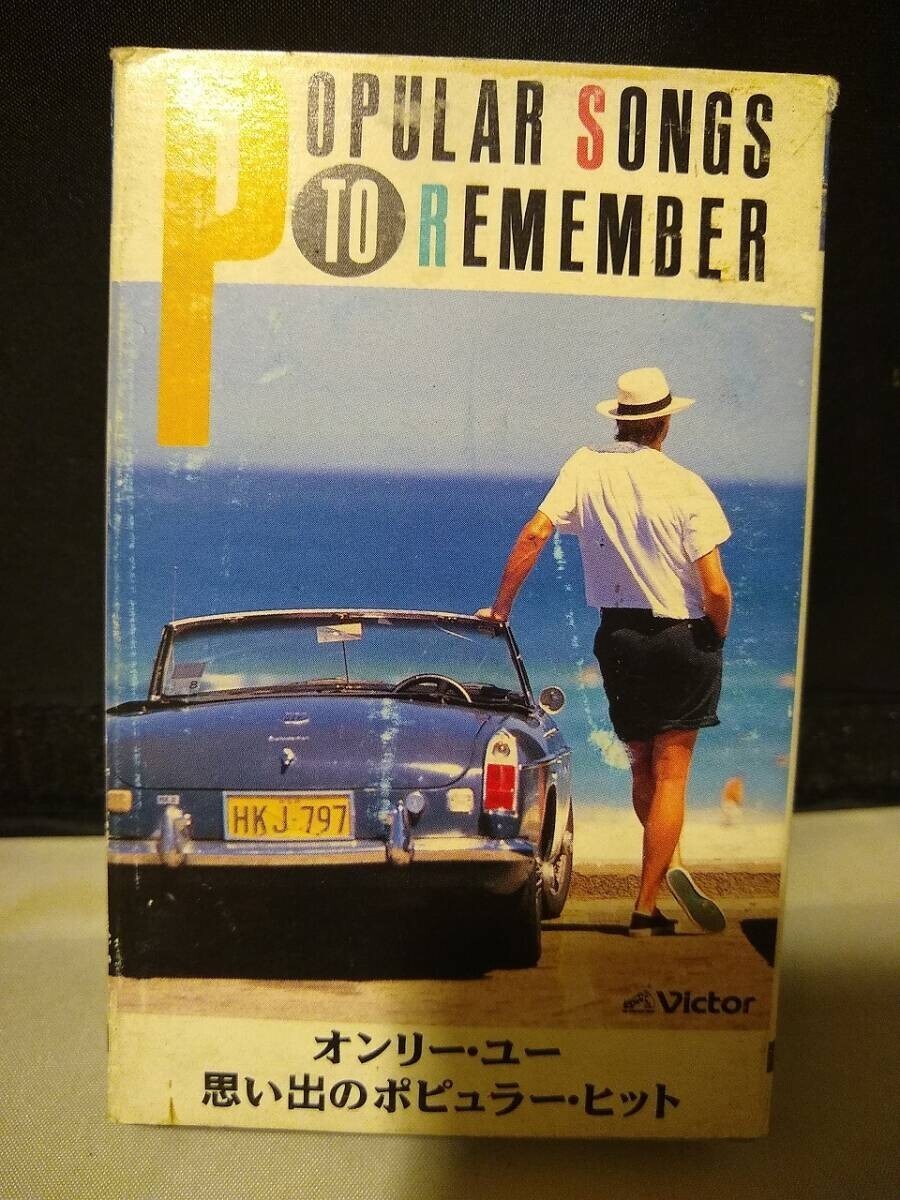 POPULAR SONGS
TO REMEMBER
HKJ·797
Victor
オンリー・ユー
思い出のポピュラー・ヒット